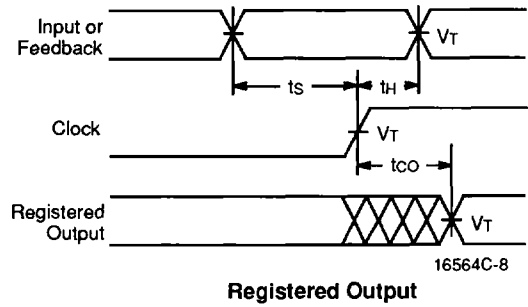 Input or
Feedback
VT
tS
tH
Clock
VT
tCO
Registered
Output
VT
16564C-8
Registered Output